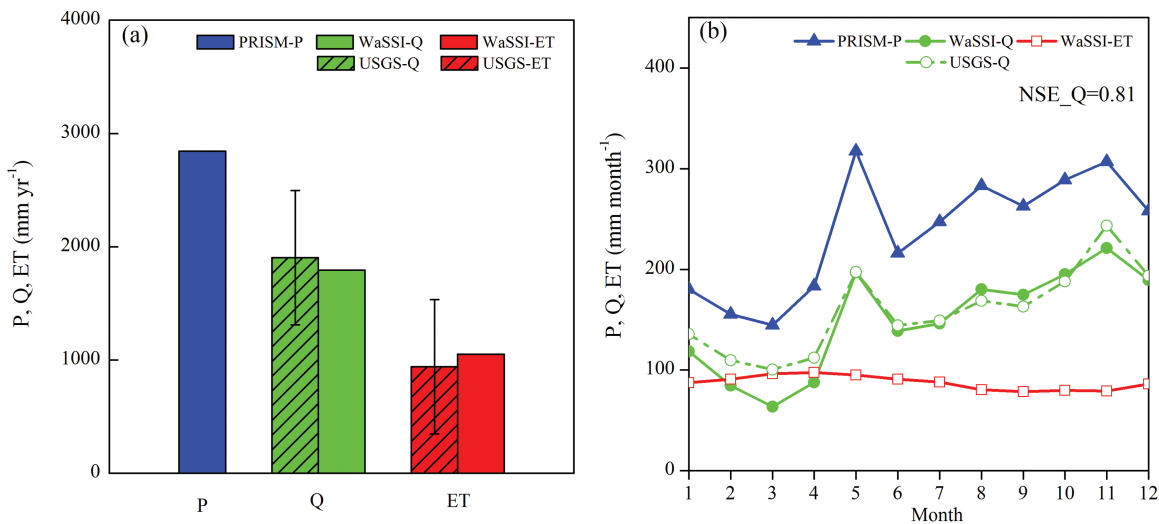 (a)
PRISM-P WaSSI-Q WaSSI-ET
USGS-Q USGS-ET
P, Q, ET (mm yr-1)
4000
3000
2000
1000
0
P Q ET
(b)
PRISM-P WaSSI-Q WaSSI-ET
USGS-Q
NSE_Q=0.81
P, Q, ET (mm month-1)
400
300
200
100
0
1 2 3 4 5 6 7 8 9 10 11 12
Month